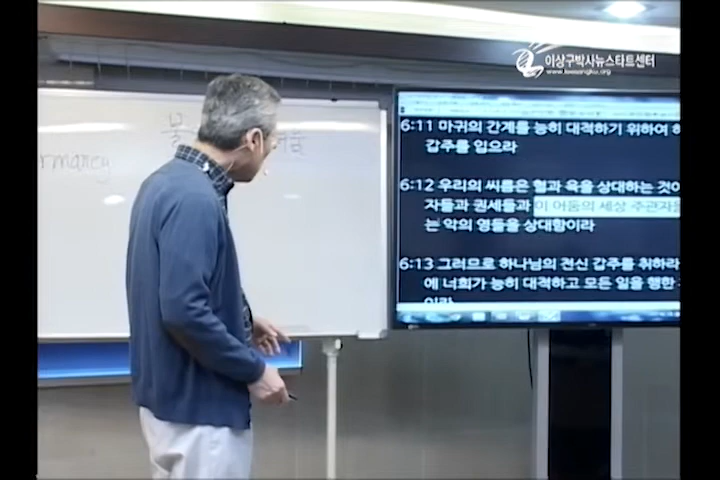 이상구박사뉴스타트센터
www.leesangku.org
6:11 마귀의 간계를 능히 대적하기 위하여 하
갑주를 입으라
6:12 우리의 씨름은 혈과 육을 상대하는 것이
자들과 권세들과 이 어둠의 세상 주관자들
는 악의 영들을 상대함이라
6:13 그러므로 하나님의 전신 갑주를 취하라
에 너희가 능히 대적하고 모든 일을 행한